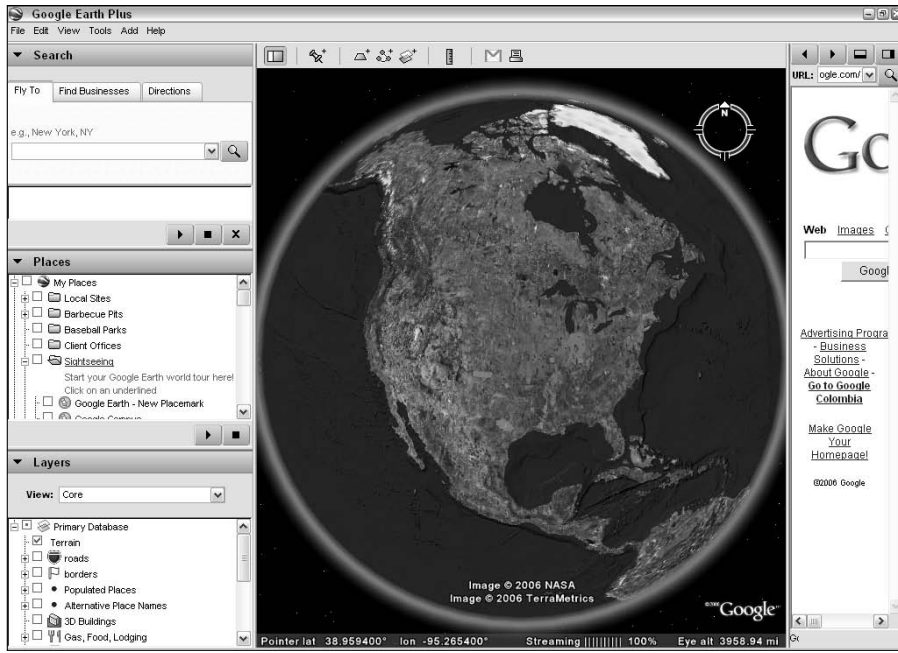 Google Earth Plus
File Edit View Tools Add Help
Search
Fly To Find Businesses Directions
e.g., New York, NY
Places
My Places
Local Sites
Barbecue Pits
Baseball Parks
Client Offices
Sightseeing
Start your Google Earth world tour here!
Click on an underlined
Google Earth - New Placemark
Google Campus
Layers
View: Core
Primary Database
Terrain
roads
borders
Populated Places
Alternative Place Names
3D Buildings
Gas, Food, Lodging
N
Image © 2006 NASA
Image © 2006 TerraMetrics
Google
Pointer lat 38.959400° lon -95.265400° Streaming |||||||||| 100% Eye alt 3958.94 mi
URL: ogle.com/
Go
Web Images
Googl
Advertising Progra
- Business
Solutions -
About Google -
Go to Google
Colombia
Make Google
Your
Homepage!
©2006 Google